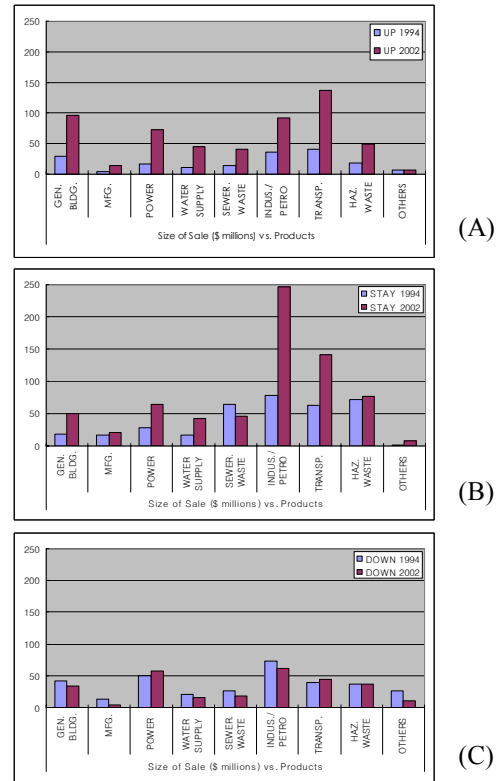 250
200
150
100
50
0
UP 1994
UP 2002
GEN.
BLDG.
MFG.
POWER
WATER
SUPPLY
SEWER.
WASTE
INDUS./
PETRO
TRANSP.
HAZ.
WASTE
OTHERS
Size of Sale ($ millions) vs. Products
(A)
250
200
150
100
50
0
STAY 1994
STAY 2002
GEN.
BLDG.
MFG.
POWER
WATER
SUPPLY
SEWER.
WASTE
INDUS./
PETRO
TRANSP.
HAZ.
WASTE
OTHERS
Size of Sale ($ millions) vs. Products
(B)
250
200
150
100
50
0
DOWN 1994
DOWN 2002
GEN.
BLDG.
MFG.
POWER
WATER
SUPPLY
SEWER.
WASTE
INDUS./
PETRO
TRANSP.
HAZ.
WASTE
OTHERS
Size of Sale ($ millions) vs. Products
(C)